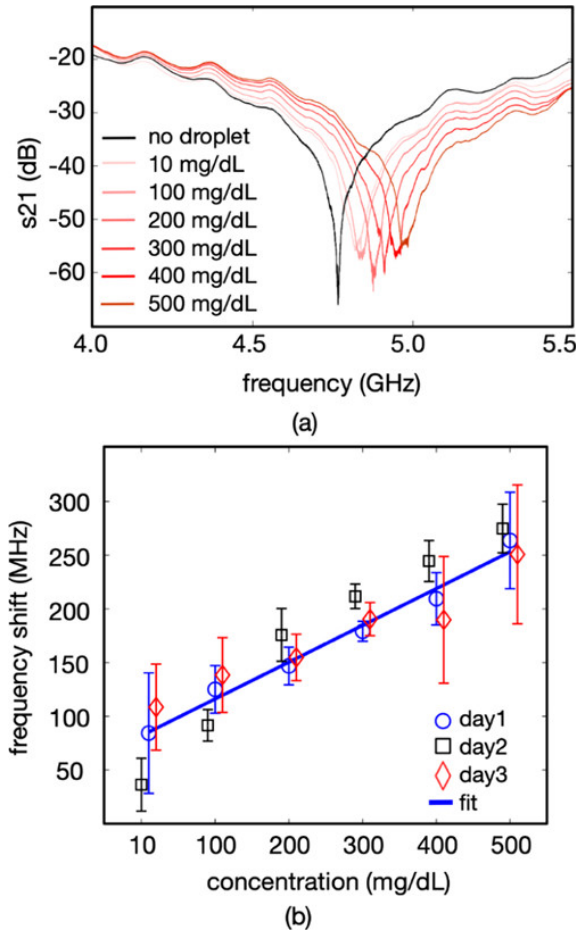 -20
-30
-40
-50
-60
s21 (dB)
no droplet
10 mg/dL
100 mg/dL
200 mg/dL
300 mg/dL
400 mg/dL
500 mg/dL
4.0 4.5 5.0 5.5
frequency (GHz)
(a)
300
250
200
150
100
50
frequency shift (MHz)
day1
day2
day3
fit
10 100 200 300 400 500
concentration (mg/dL)
(b)